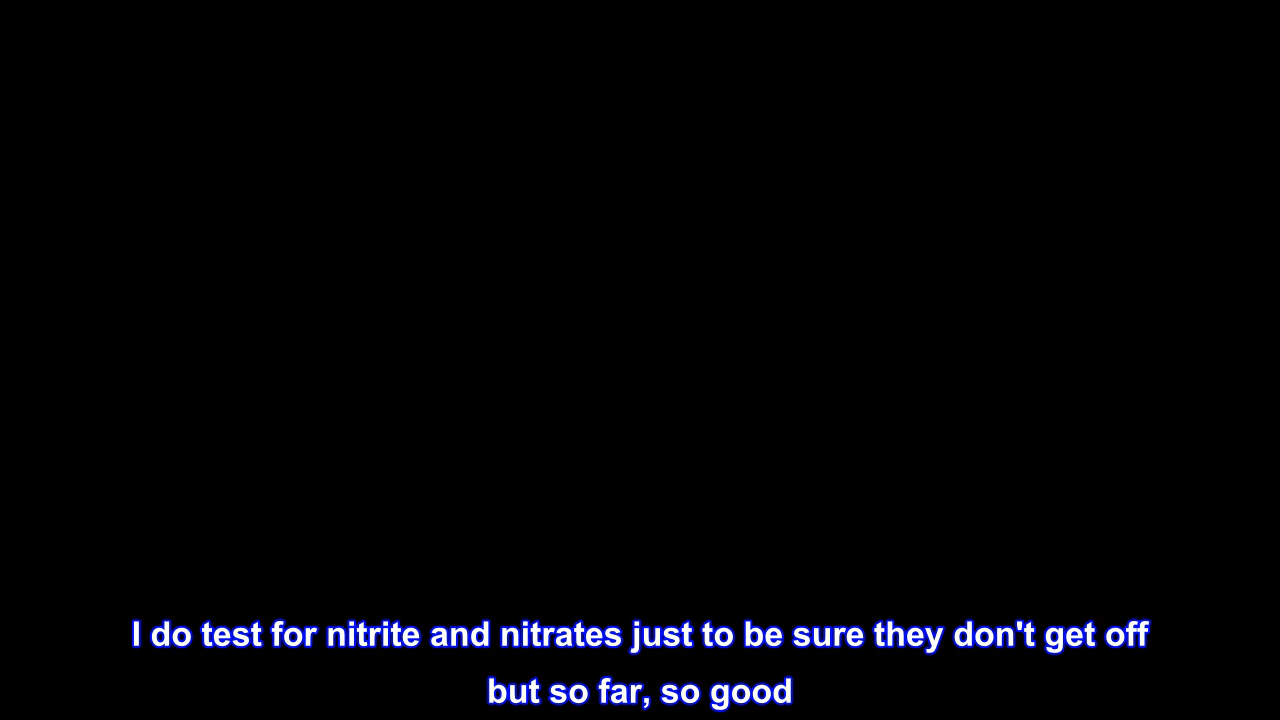 I do test for nitrite and nitrates just to be sure they don't get off
but so far, so good